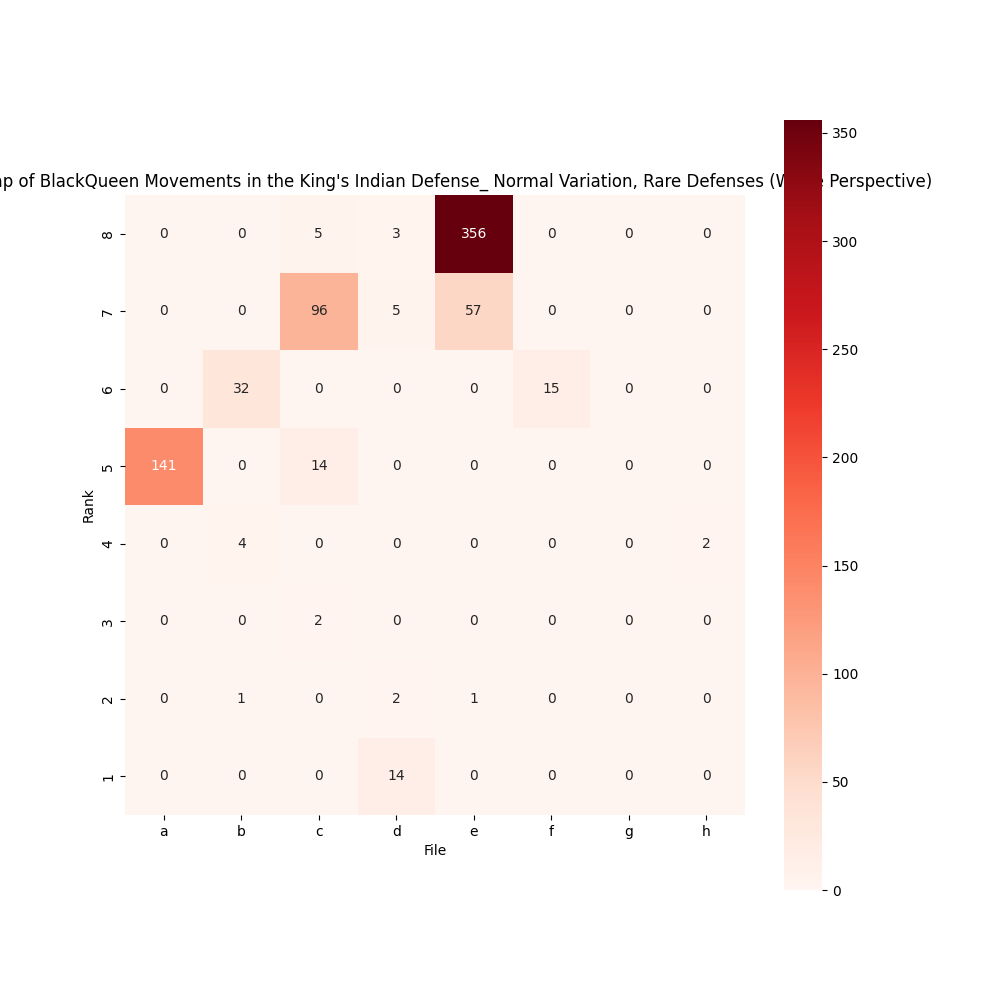 of BlackQueen Movements in the King's Indian Defense_ Normal Variation, Rare Defenses ( Perspective)
8 0 0 5 3 356 0 0 0
7 0 0 96 5 57 0 0 0
6 0 32 0 0 0 15 0 0
5 141 0 14 0 0 0 0 0
4 0 4 0 0 0 0 0 2
3 0 0 2 0 0 0 0 0
2 0 1 0 2 1 0 0 0
1 0 0 0 14 0 0 0 0
a b c d e f g h
File
Rank
350
300
250
200
150
100
50
0